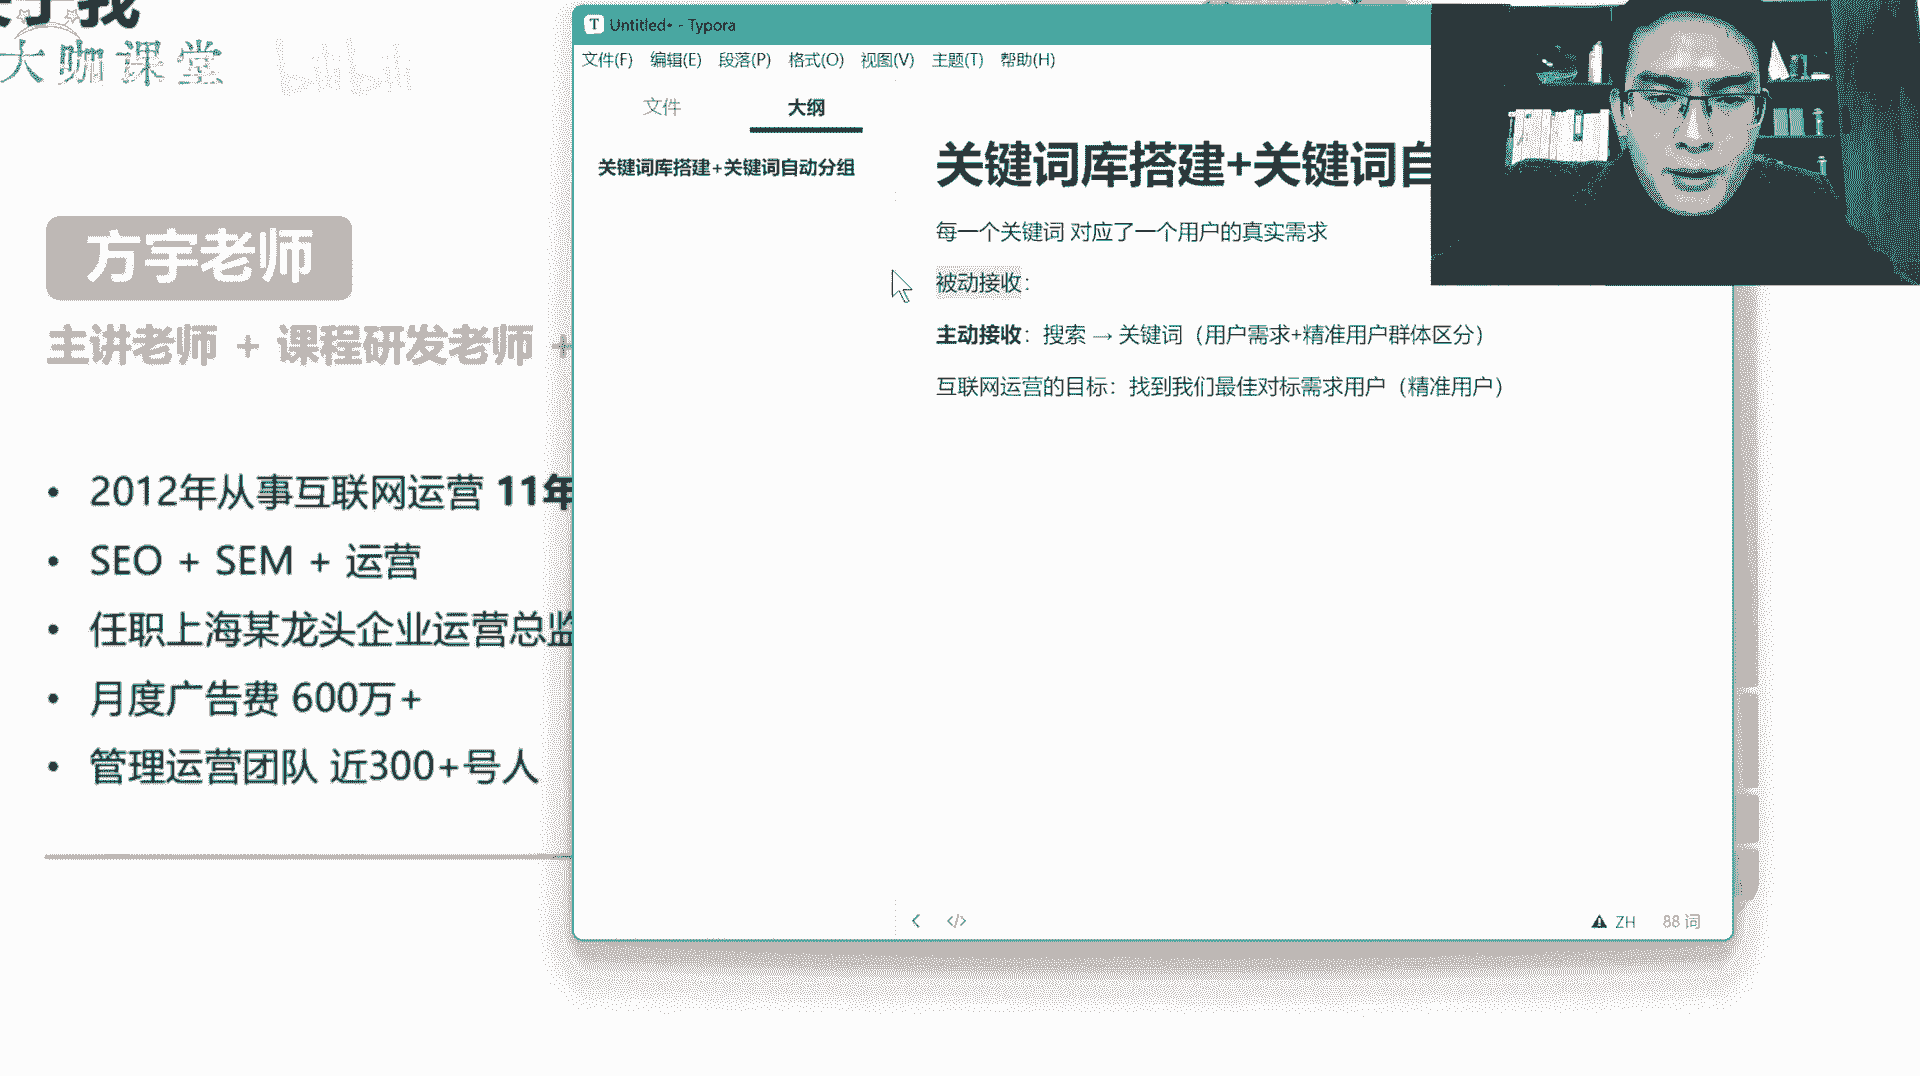 关于我
大咖课堂 bilibili
方宇老师
主讲老师 + 课程研发老师 +
• 2012年从事互联网运营 11年
• SEO + SEM + 运营
• 任职上海某龙头企业运营总监
• 月度广告费 600万+
• 管理运营团队 近300+号人
T Untitled• - Typora
文件(F) 编辑(E) 段落(P) 格式(O) 视图(V) 主题(T) 帮助(H)
文件 大纲
关键词库搭建+关键词自动分组
关键词库搭建+关键词自
每一个关键词 对应了一个用户的真实需求
被动接收：
主动接收：搜索 → 关键词（用户需求+精准用户群体区分）
互联网运营的目标：找到我们最佳对标需求用户（精准用户）
</> ZH 88 词